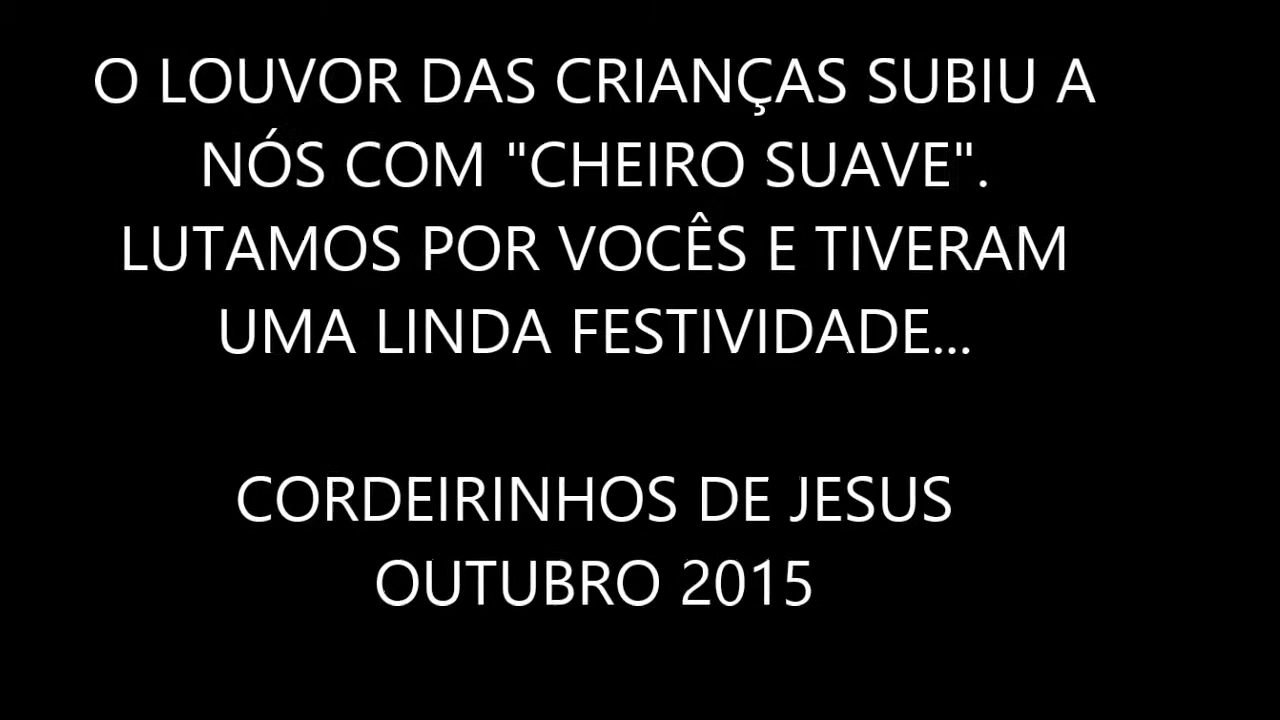 O LOUVOR DAS CRIANÇAS SUBIU A
NÓS COM "CHEIRO SUAVE".
LUTAMOS POR VOCÊS E TIVERAM
UMA LINDA FESTIVIDADE...
CORDEIRINHOS DE JESUS
OUTUBRO 2015